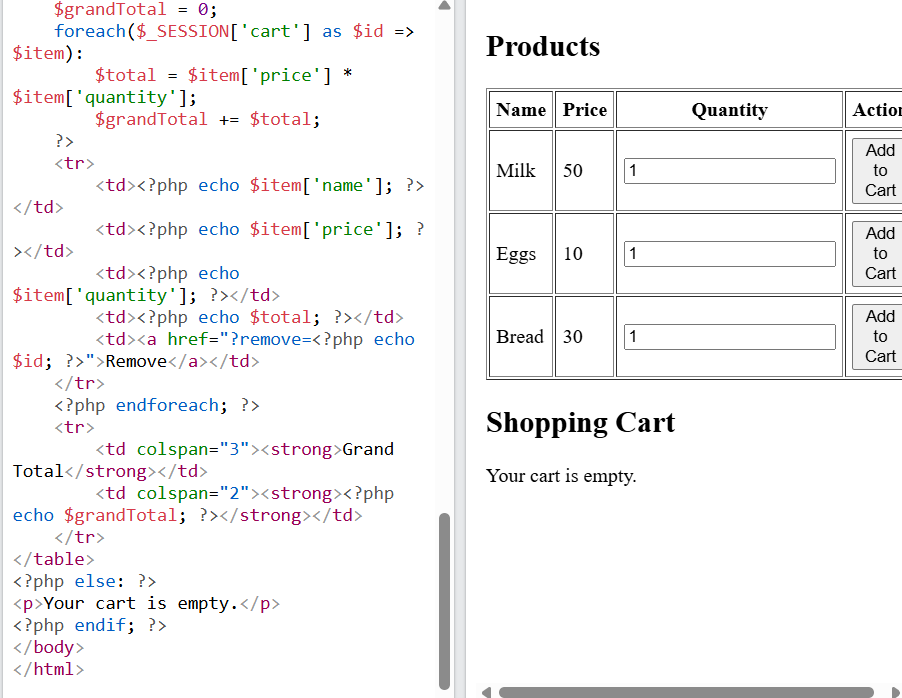 $grandTotal = 0;
foreach($_SESSION['cart'] as $id =>
$item):
$total = $item['price'] *
$item['quantity'];
$grandTotal += $total;
?>
<tr>
<td><?php echo $item['name']; ?>
</td>
<td><?php echo $item['price']; ?
></td>
<td><?php echo
$item['quantity']; ?></td>
<td><?php echo $total; ?></td>
<td><a href="?remove=<?php echo
$id; ?>">Remove</a></td>
</tr>
<?php endforeach; ?>
<tr>
<td colspan="3"><strong>Grand
Total</strong></td>
<td colspan="2"><strong><?php
echo $grandTotal; ?></strong></td>
</tr>
</table>
<?php else: ?>
<p>Your cart is empty.</p>
<?php endif; ?>
</body>
</html>
Products
Name Price Quantity Action
Milk 50 1 Add to Cart
Eggs 10 1 Add to Cart
Bread 30 1 Add to Cart
Shopping Cart
Your cart is empty.